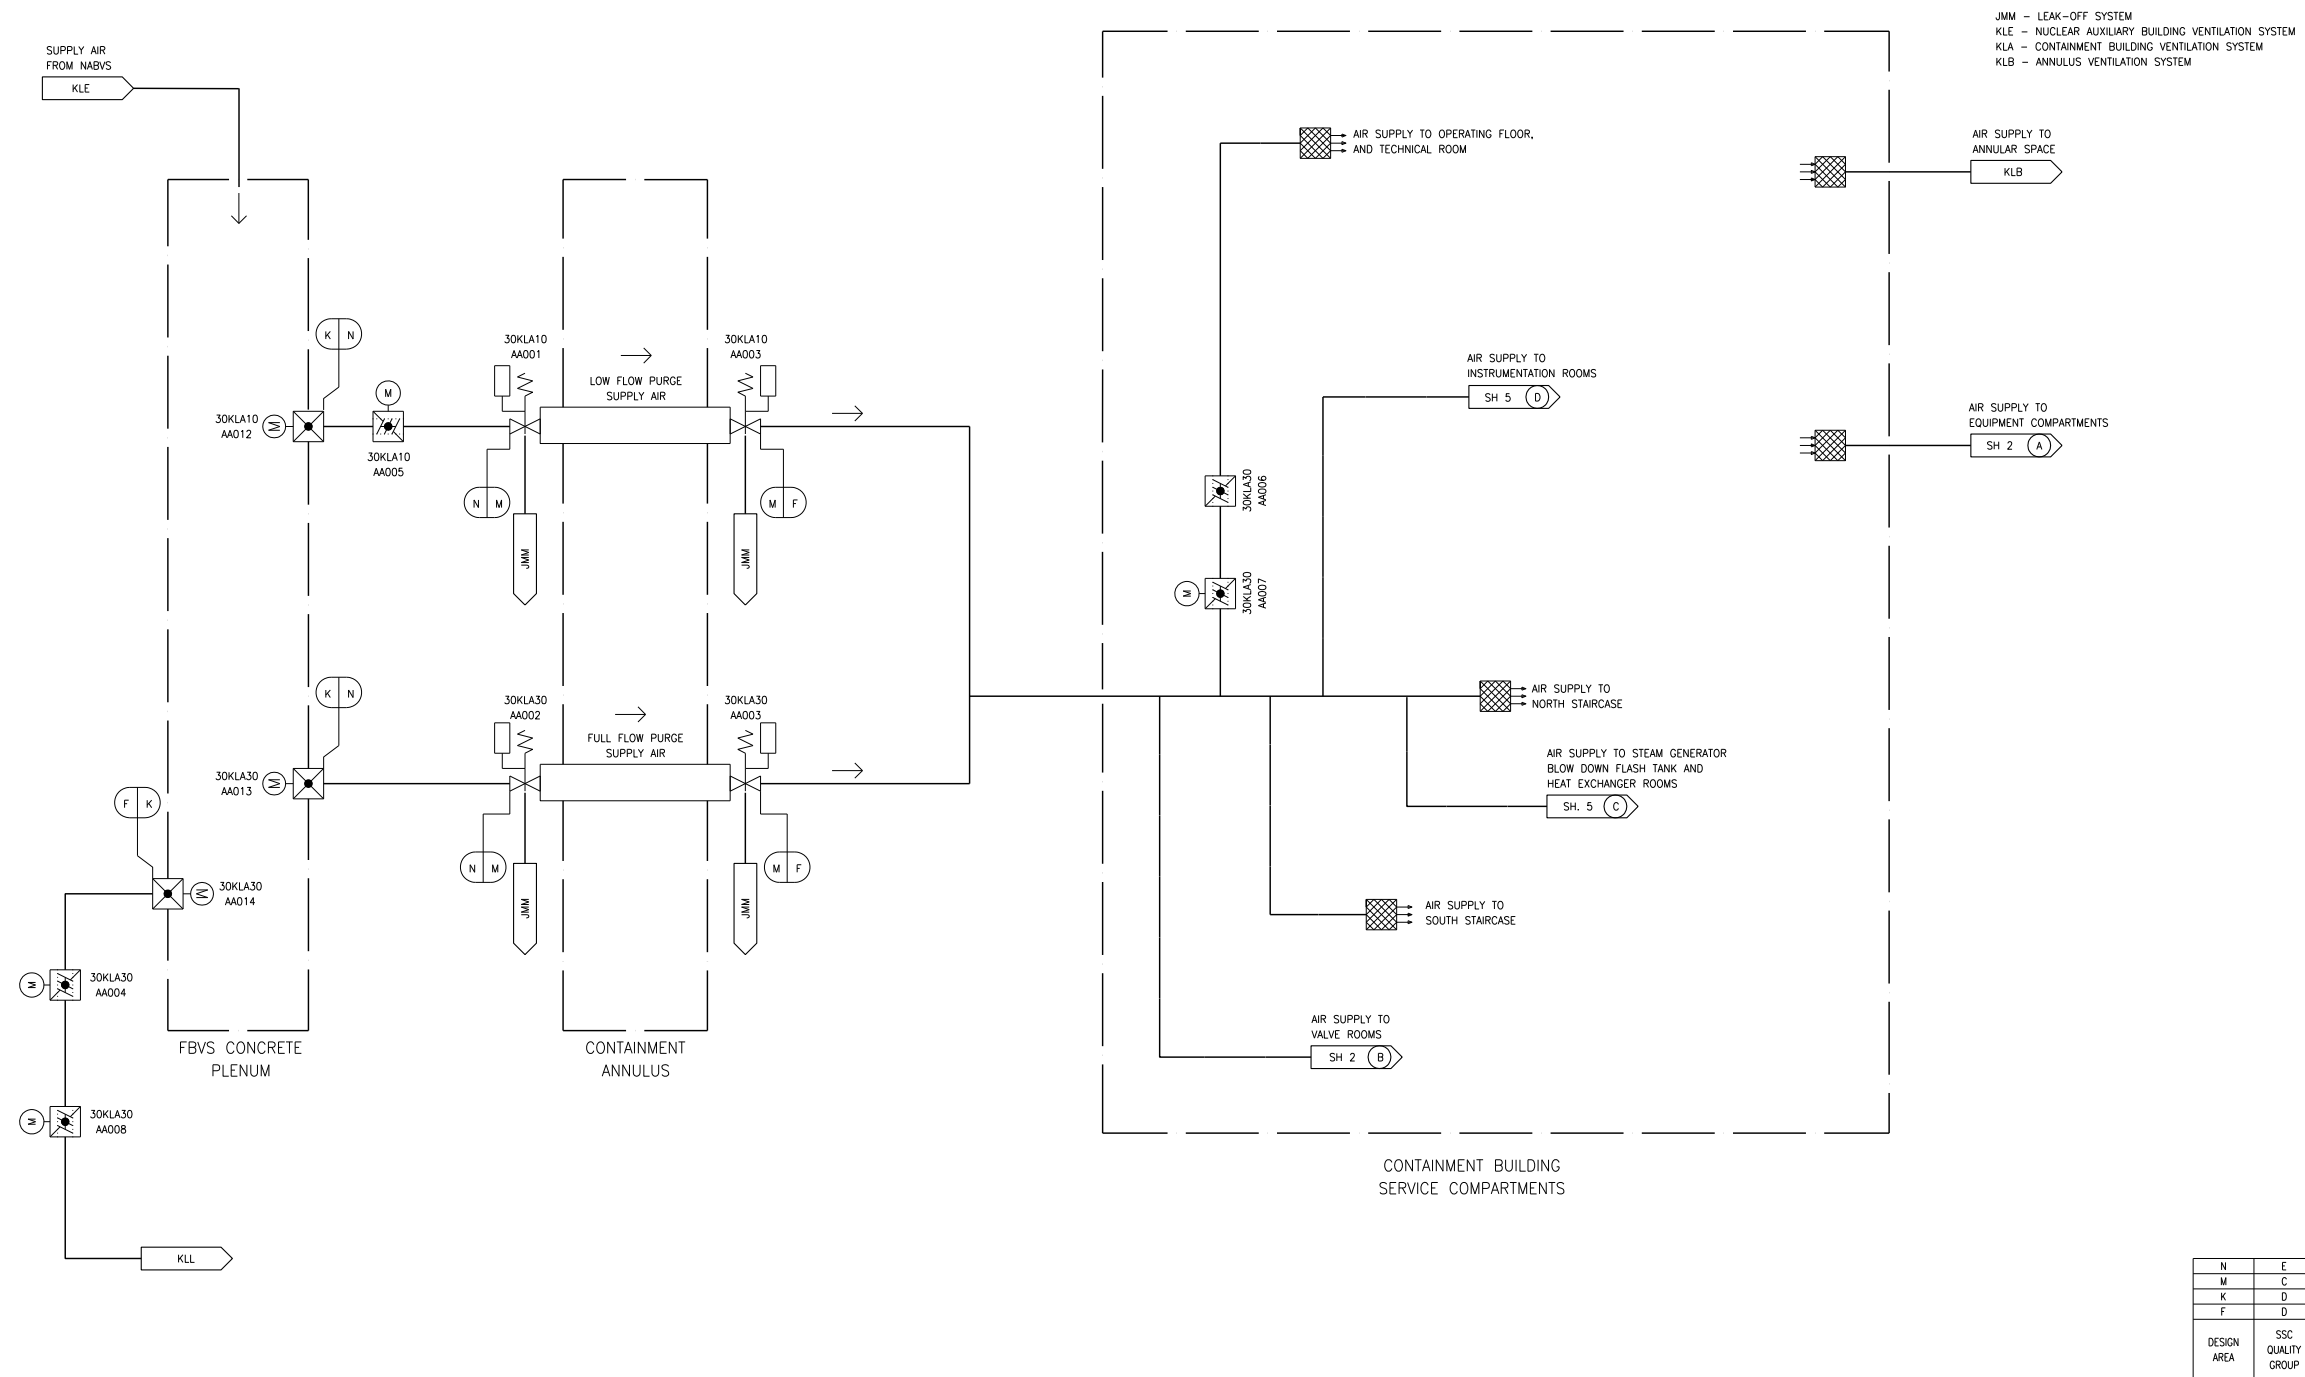 JMM – LEAK-OFF SYSTEM
KLE – NUCLEAR AUXILIARY BUILDING VENTILATION SYSTEM
KLA – CONTAINMENT BUILDING VENTILATION SYSTEM
KLB – ANNULUS VENTILATION SYSTEM
SUPPLY AIR
FROM NABVS
KLE
AIR SUPPLY TO OPERATING FLOOR,
AND TECHNICAL ROOM
AIR SUPPLY TO
ANNULAR SPACE
KLB
K N
30KLA10
AA012
M
M
30KLA10
AA005
30KLA10
AA001
LOW FLOW PURGE
SUPPLY AIR
30KLA10
AA003
N M
M F
JMM
JMM
AIR SUPPLY TO
INSTRUMENTATION ROOMS
SH 5 D
AIR SUPPLY TO
EQUIPMENT COMPARTMENTS
SH 2 A
30KLA30
AA006
M
30KLA30
AA007
K N
30KLA30
AA013
M
30KLA30
AA002
FULL FLOW PURGE
SUPPLY AIR
30KLA30
AA003
N M
M F
JMM
JMM
AIR SUPPLY TO
NORTH STAIRCASE
AIR SUPPLY TO STEAM GENERATOR
BLOW DOWN FLASH TANK AND
HEAT EXCHANGER ROOMS
SH. 5 C
F K
M
30KLA30
AA014
AIR SUPPLY TO
SOUTH STAIRCASE
M
30KLA30
AA004
AIR SUPPLY TO
VALVE ROOMS
SH 2 B
FBVS CONCRETE
PLENUM
CONTAINMENT
ANNULUS
M
30KLA30
AA008
CONTAINMENT BUILDING
SERVICE COMPARTMENTS
KLL
N E
M C
K D
F D
DESIGN
AREA
SSC
QUALITY
GROUP